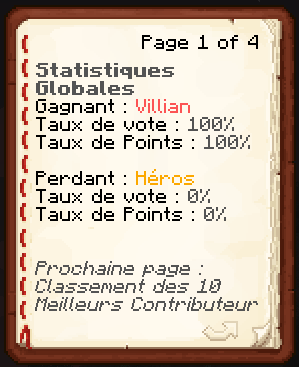 Page 1 of 4
Statistiques
Globales
Gagnant : Villian
Taux de vote : 100%
Taux de Points : 100%
Perdant : Héros
Taux de vote : 0%
Taux de Points : 0%
Prochaine page :
Classement des 10
Meilleurs Contributeur